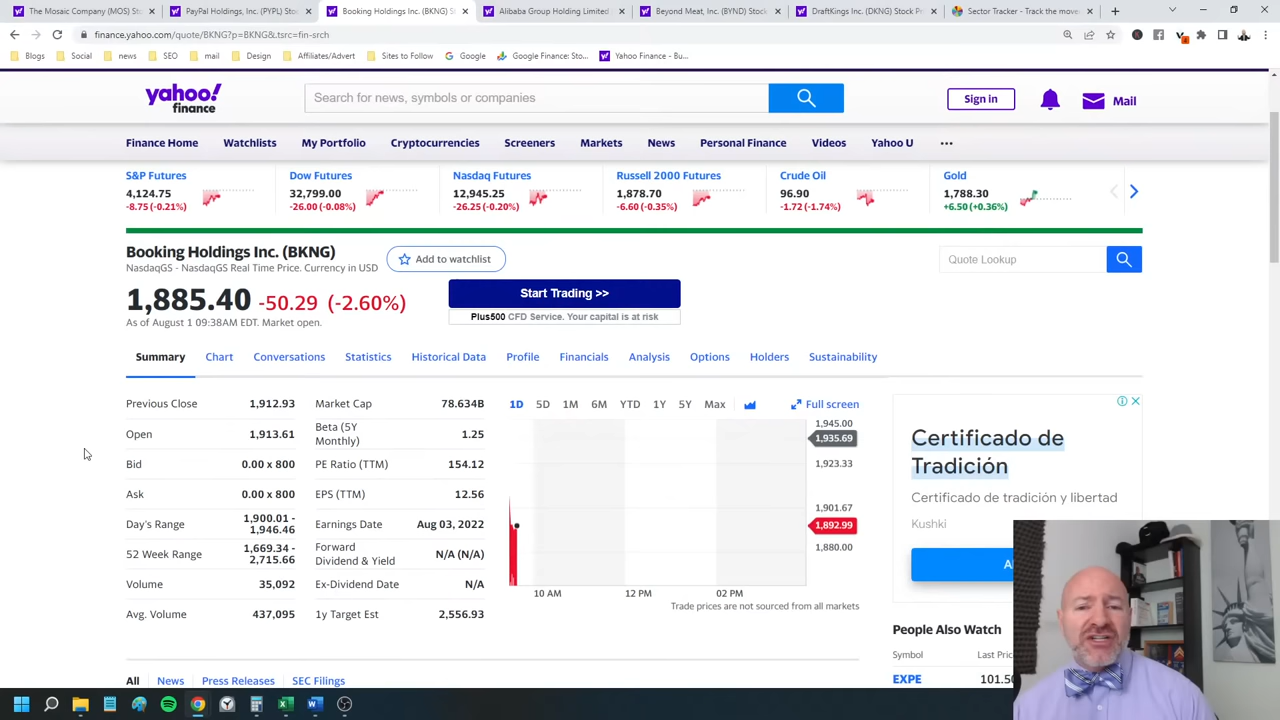 The Mosaic Company (MOS) Stoc
PayPal Holdings, Inc. (PYPL) Stoc
Booking Holdings Inc. (BKNG) S
Alibaba Group Holding Limited
Beyond Meat, Inc. (BYND) Stock
DraftKings Inc. (DKNG) Stock Pr
Sector Tracker - Track the move
finance.yahoo.com/quote/BKNG?p=BKNG&.tsrc=fin-srch
Blogs
Social
news
SEO
mail
Design
Affiliates/Advert
Sites to Follow
Google
Google Finance: Sto...
Yahoo Finance - Bu...
yahoo!
finance
Search for news, symbols or companies
Sign in
Mail
Finance Home
Watchlists
My Portfolio
Cryptocurrencies
Screeners
Markets
News
Personal Finance
Videos
Yahoo U
S&P Futures
4,124.75
-8.75 (-0.21%)
Dow Futures
32,799.00
-26.00 (-0.08%)
Nasdaq Futures
12,945.25
-26.25 (-0.20%)
Russell 2000 Futures
1,878.70
-6.60 (-0.35%)
Crude Oil
96.90
-1.72 (-1.74%)
Gold
1,788.30
+6.50 (+0.36%)
Booking Holdings Inc. (BKNG)
NasdaqGS - NasdaqGS Real Time Price. Currency in USD
Add to watchlist
Quote Lookup
1,885.40 -50.29 (-2.60%)
As of August 1 09:38AM EDT. Market open.
Start Trading >>
Plus500 CFD Service. Your capital is at risk
Summary
Chart
Conversations
Statistics
Historical Data
Profile
Financials
Analysis
Options
Holders
Sustainability
Previous Close 1,912.93
Open 1,913.61
Bid 0.00 x 800
Ask 0.00 x 800
Day's Range 1,900.01 -
1,946.46
52 Week Range 1,669.34 -
2,715.66
Volume 35,092
Avg. Volume 437,095
Market Cap 78.634B
Beta (5Y
Monthly) 1.25
PE Ratio (TTM) 154.12
EPS (TTM) 12.56
Earnings Date Aug 03, 2022
Forward
Dividend & Yield N/A (N/A)
Ex-Dividend Date N/A
1y Target Est 2,556.93
1D
5D
1M
6M
YTD
1Y
5Y
Max
Full screen
1,945.00
1,935.69
1,923.33
1,901.67
1,892.99
1,880.00
10 AM
12 PM
02 PM
Trade prices are not sourced from all markets
Certificado de
Tradición
Certificado de tradición y libertad
Kushki
People Also Watch
Symbol
EXPE
All
News
Press Releases
SEC Filings